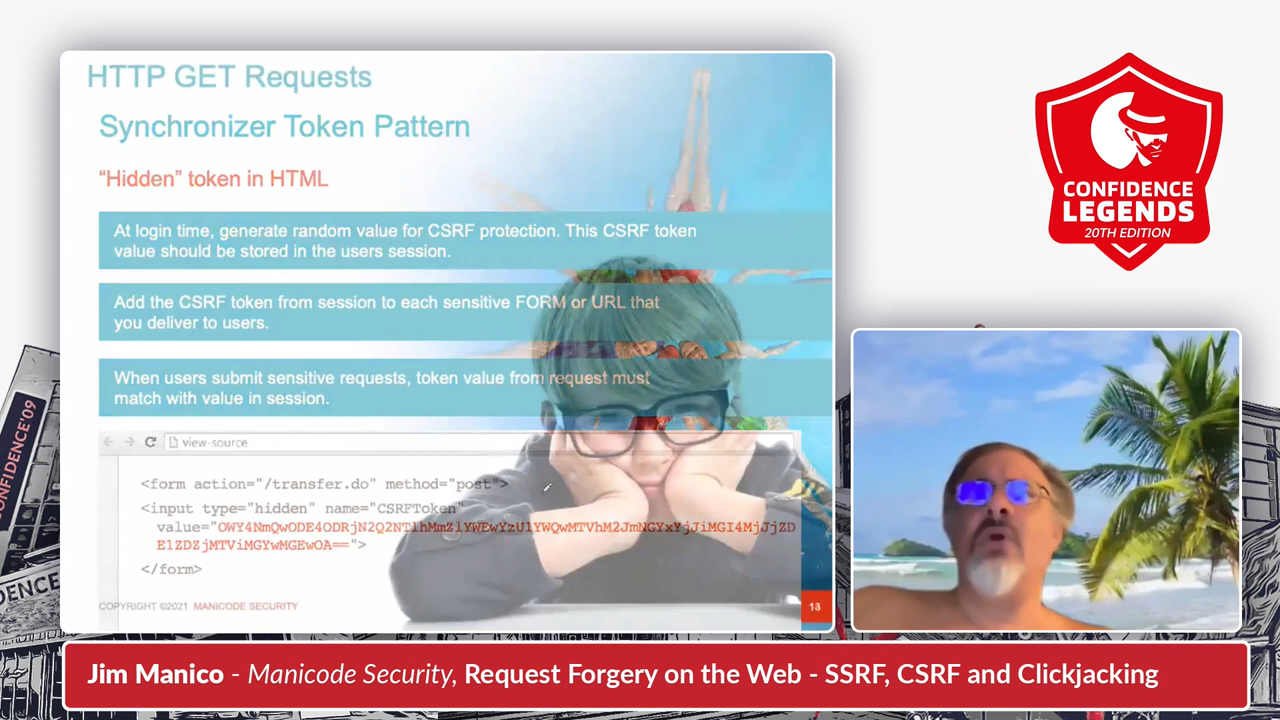 HTTP GET Requests
Synchronizer Token Pattern
“Hidden” token in HTML
At login time, generate random value for CSRF protection. This CSRF token
value should be stored in the users session.
Add the CSRF token from session to each sensitive FORM or URL that
you deliver to users.
When users submit sensitive requests, token value from request must
match with value in session.
view-source
<form action="/transfer.do" method="post">
<input type="hidden" name="CSRFToken"
</form>
COPYRIGHT ©2021 MANICODE SECURITY
CONFIDENCE
LEGENDS
20TH EDITION
CONFIDENCE'09
Jim Manico - Manicode Security, Request Forgery on the Web - SSRF, CSRF and Clickjacking